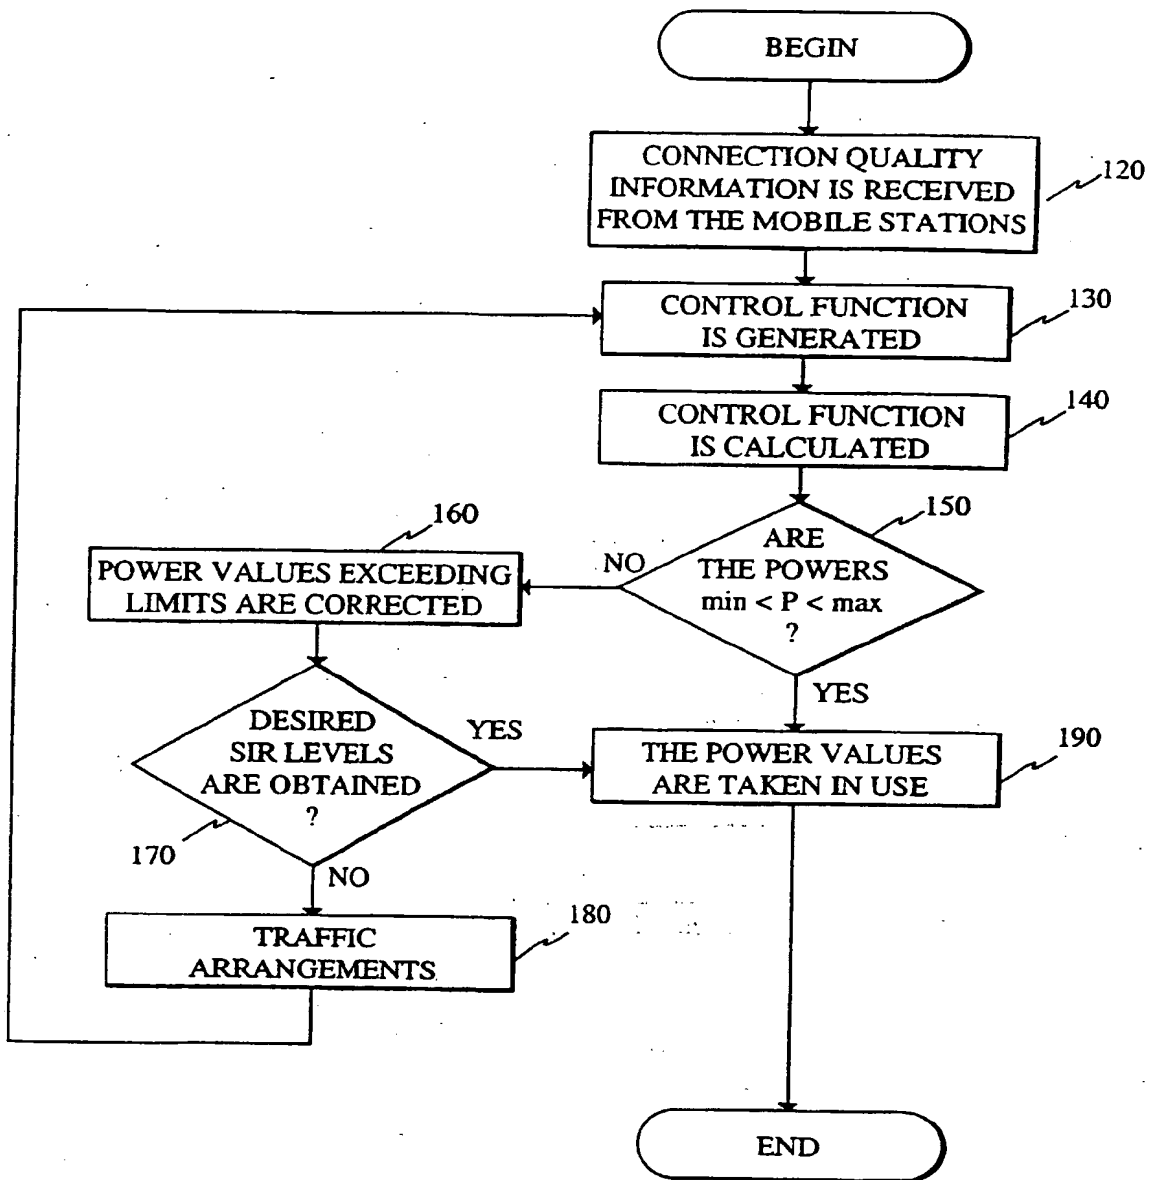 BEGIN
CONNECTION QUALITY
INFORMATION IS RECEIVED
FROM THE MOBILE STATIONS
120
CONTROL FUNCTION
IS GENERATED
130
CONTROL FUNCTION
IS CALCULATED
140
150
ARE
THE POWERS
min < P < max
?
NO
YES
160
POWER VALUES EXCEEDING
LIMITS ARE CORRECTED
DESIRED
SIR LEVELS
ARE OBTAINED
?
YES
170
NO
THE POWER VALUES
ARE TAKEN IN USE
190
TRAFFIC
ARRANGEMENTS
180
END